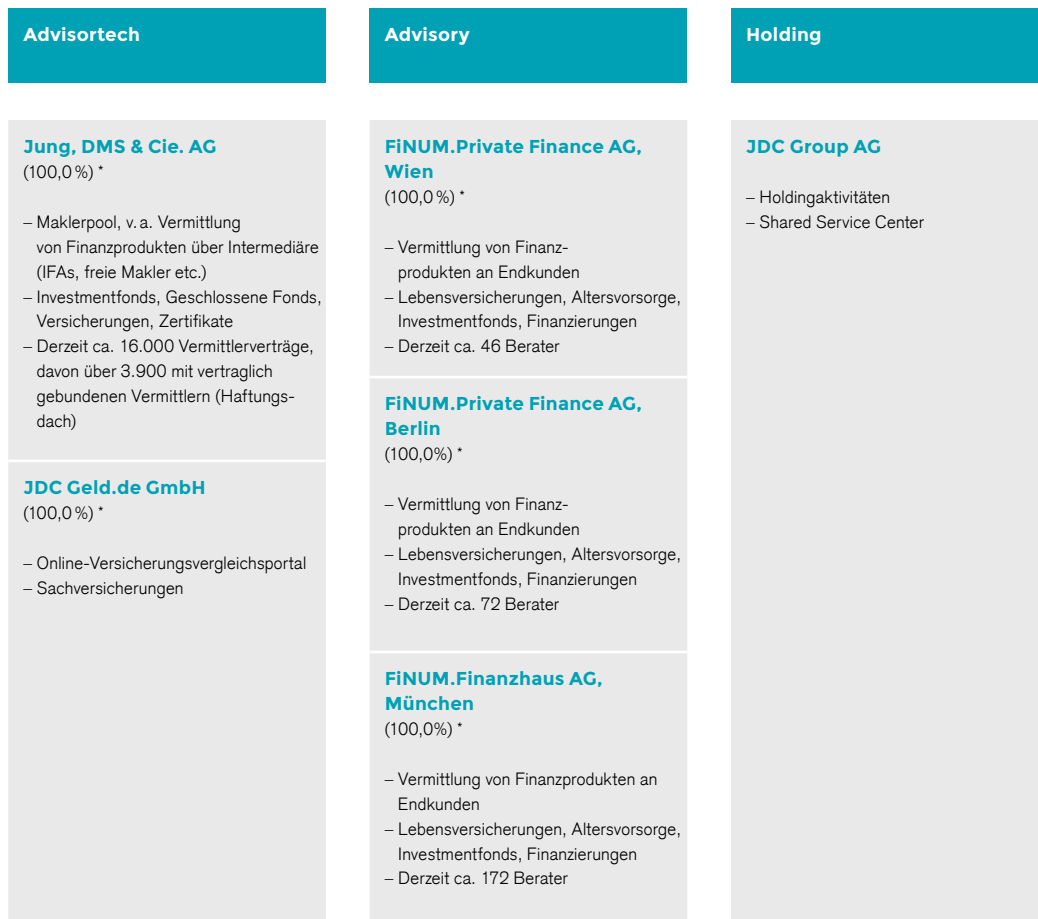 Advisortech
Jung, DMS & Cie. AG
(100,0 %) *
– Maklerpool, v. a. Vermittlung
von Finanzprodukten über Intermediäre
(IFAs, freie Makler etc.)
– Investmentfonds, Geschlossene Fonds,
Versicherungen, Zertifikate
– Derzeit ca. 16.000 Vermittlerverträge,
davon über 3.900 mit vertraglich
gebundenen Vermittlern (Haftungs-
dach)
JDC Geld.de GmbH
(100,0 %) *
– Online-Versicherungsvergleichsportal
– Sachversicherungen
Advisory
FiNUM.Private Finance AG,
Wien
(100,0 %) *
– Vermittlung von Finanz-
produkten an Endkunden
– Lebensversicherungen, Altersvorsorge,
Investmentfonds, Finanzierungen
– Derzeit ca. 46 Berater
FiNUM.Private Finance AG,
Berlin
(100,0%) *
– Vermittlung von Finanz-
produkten an Endkunden
– Lebensversicherungen, Altersvorsorge,
Investmentfonds, Finanzierungen
– Derzeit ca. 72 Berater
FiNUM.Finanzhaus AG,
München
(100,0%) *
– Vermittlung von Finanzprodukten an
Endkunden
– Lebensversicherungen, Altersvorsorge,
Investmentfonds, Finanzierungen
– Derzeit ca. 172 Berater
Holding
JDC Group AG
– Holdingaktivitäten
– Shared Service Center